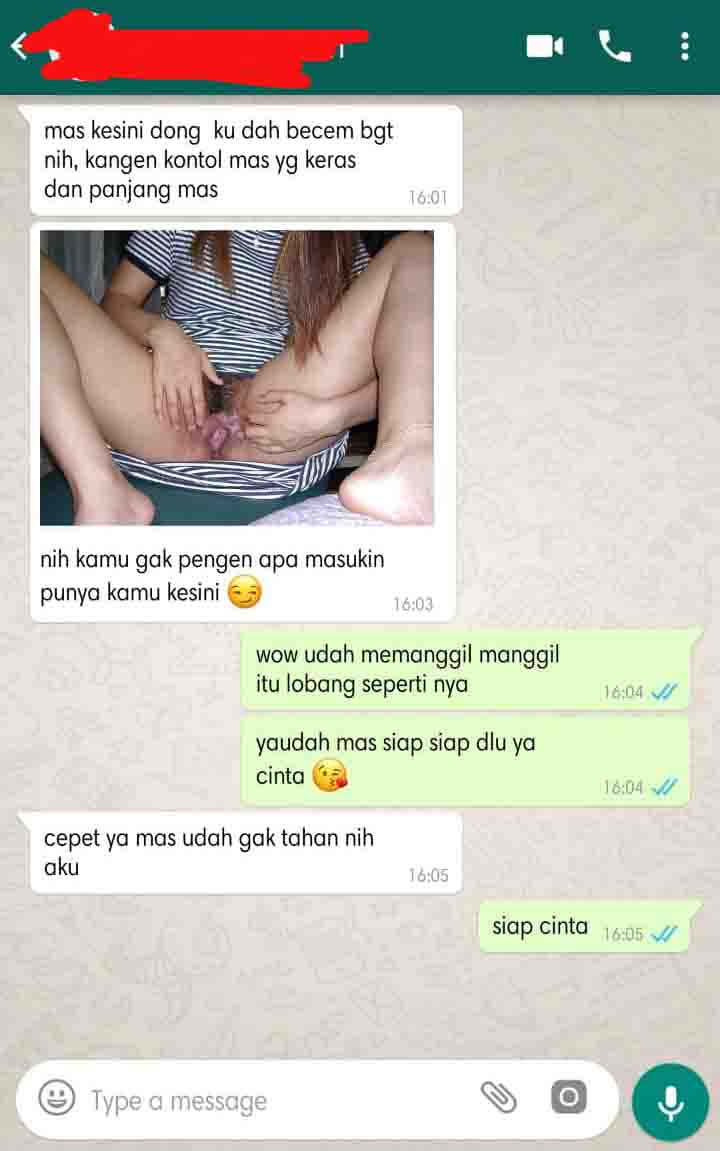 mas kesini dong ku dah becem bgt
nih, kangen kontol mas yg keras
dan panjang mas
16:01
nih kamu gak pengen apa masukin
punya kamu kesini 😏
16:03
wow udah memanggil manggil
itu lobang seperti nya
16:04
yaudah mas siap siap dlu ya
cinta 😘
16:04
cepet ya mas udah gak tahan nih
aku
16:05
siap cinta 16:05
Type a message